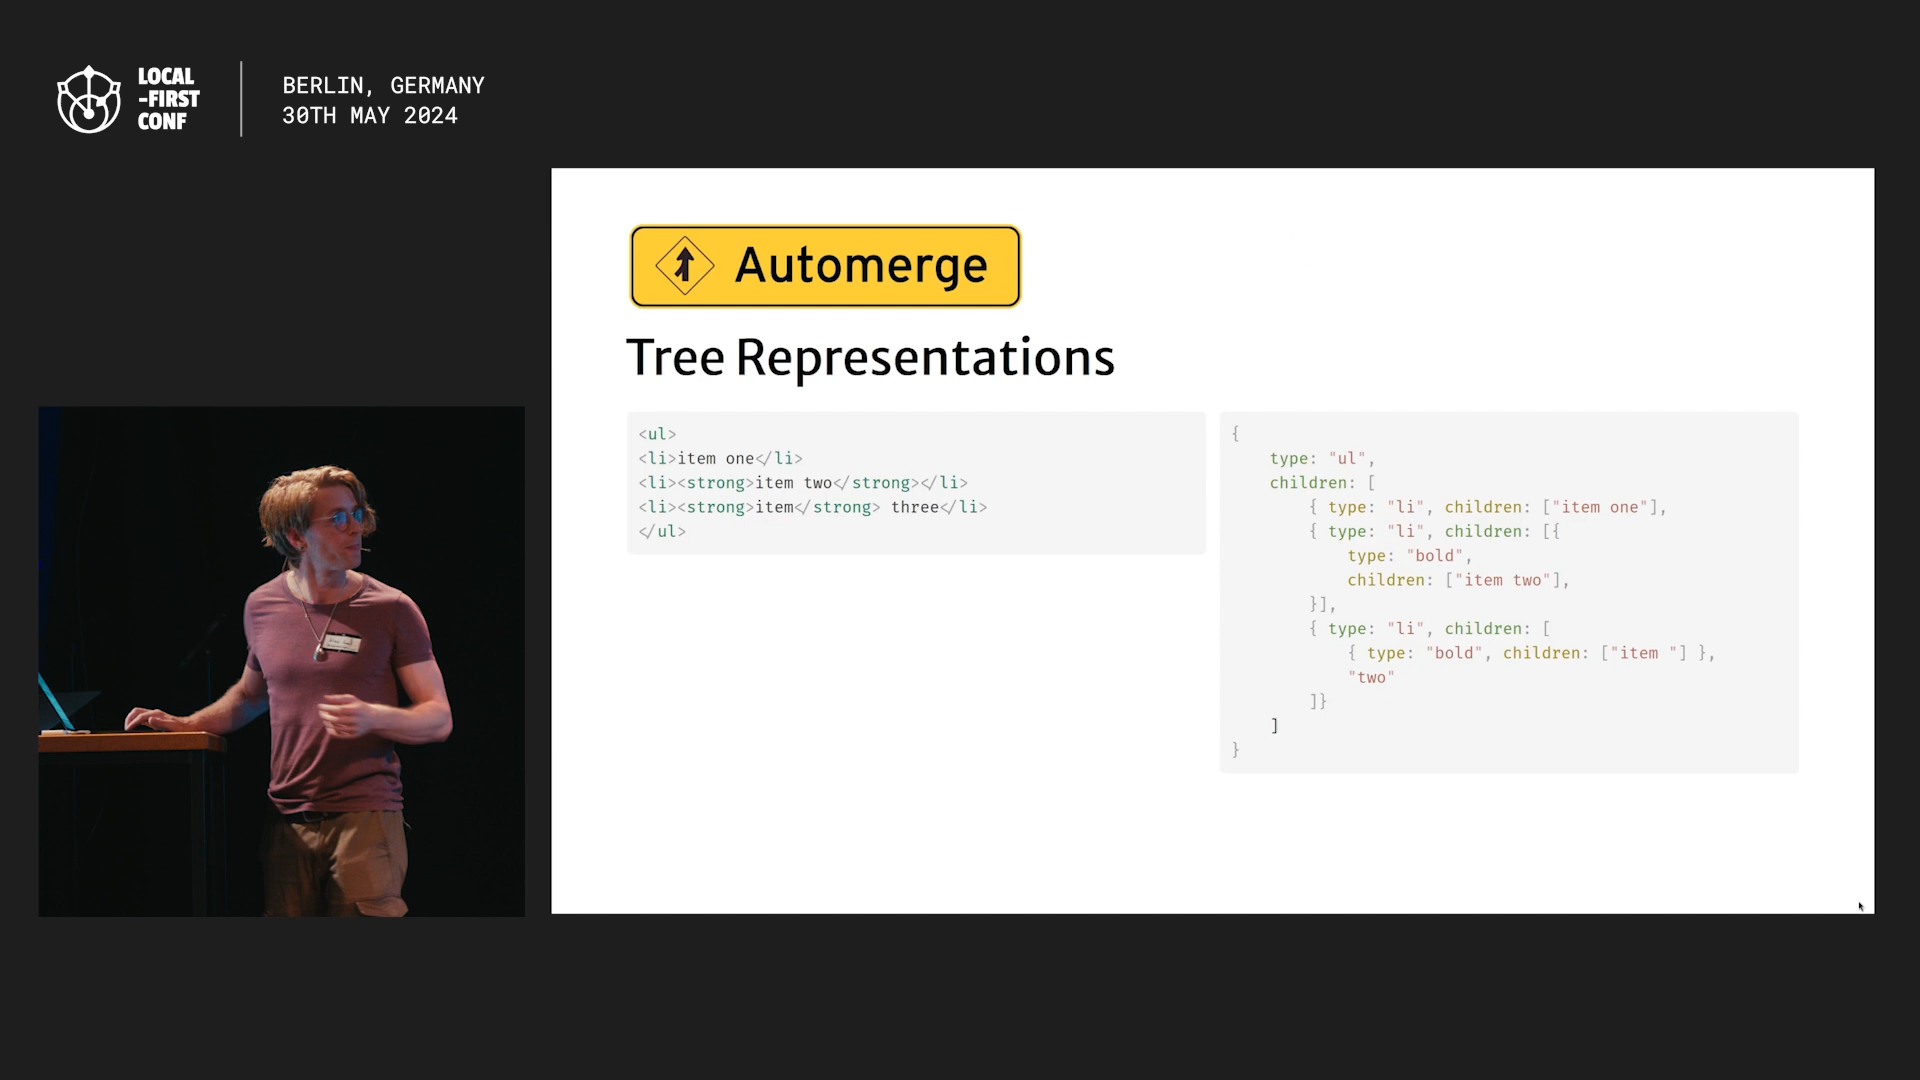 LOCAL
-FIRST
CONF
BERLIN, GERMANY
30TH MAY 2024
Automerge
Tree Representations
<ul>
<li>item one</li>
<li><strong>item two</strong></li>
<li><strong>item</strong> three</li>
</ul>
{
    type: "ul",
    children: [
        { type: "li", children: ["item one"],
        { type: "li", children: [{
            type: "bold",
            children: ["item two"],
        }],
        { type: "li", children: [
            { type: "bold", children: ["item "] },
            "two"
        ]}
    ]
}